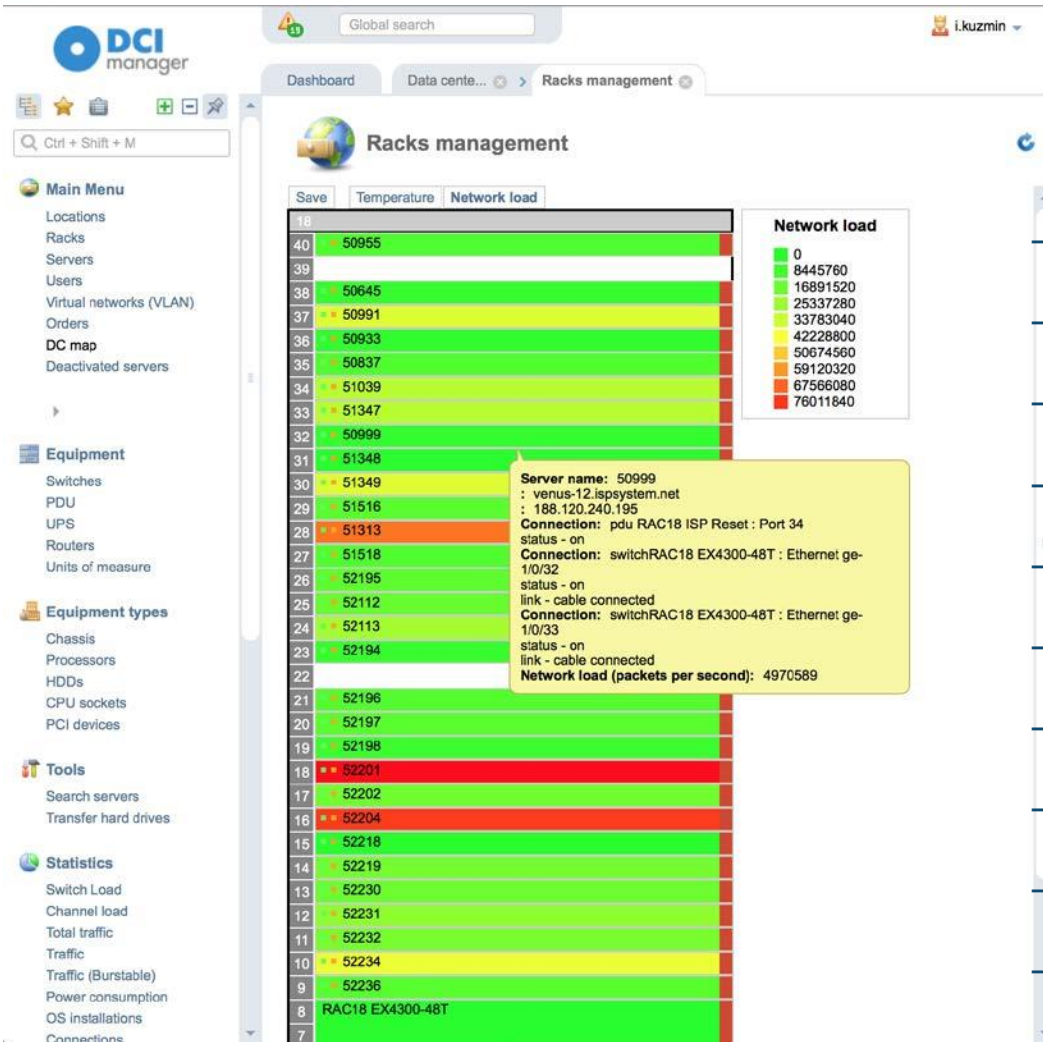 DCI
manager
19
Global search
i.kuzmin
Dashboard
Data cente...
Racks management
Ctrl + Shift + M
Racks management
Save
Temperature
Network load
Main Menu
Locations
Racks
Servers
Users
Virtual networks (VLAN)
Orders
DC map
Deactivated servers
Equipment
Switches
PDU
UPS
Routers
Units of measure
Equipment types
Chassis
Processors
HDDs
CPU sockets
PCI devices
Tools
Search servers
Transfer hard drives
Statistics
Switch Load
Channel load
Total traffic
Traffic
Traffic (Burstable)
Power consumption
OS installations
Connections
18
40 50955
39
38 50645
37 50991
36 50933
35 50837
34 51039
33 51347
32 50999
31 51348
30 51349
29 51516
28 51313
27 51518
26 52195
25 52112
24 52113
23 52194
22
21 52196
20 52197
19 52198
18 52201
17 52202
16 52204
15 52218
14 52219
13 52230
12 52231
11 52232
10 52234
9 52236
8 RAC18 EX4300-48T
7
Network load
0
8445760
16891520
25337280
33783040
42228800
50674560
59120320
67566080
76011840
Server name: 50999
: venus-12.ispsystem.net
: 188.120.240.195
Connection: pdu RAC18 ISP Reset : Port 34
status - on
Connection: switchRAC18 EX4300-48T : Ethernet ge-
1/0/32
status - on
link - cable connected
Connection: switchRAC18 EX4300-48T : Ethernet ge-
1/0/33
status - on
link - cable connected
Network load (packets per second): 4970589